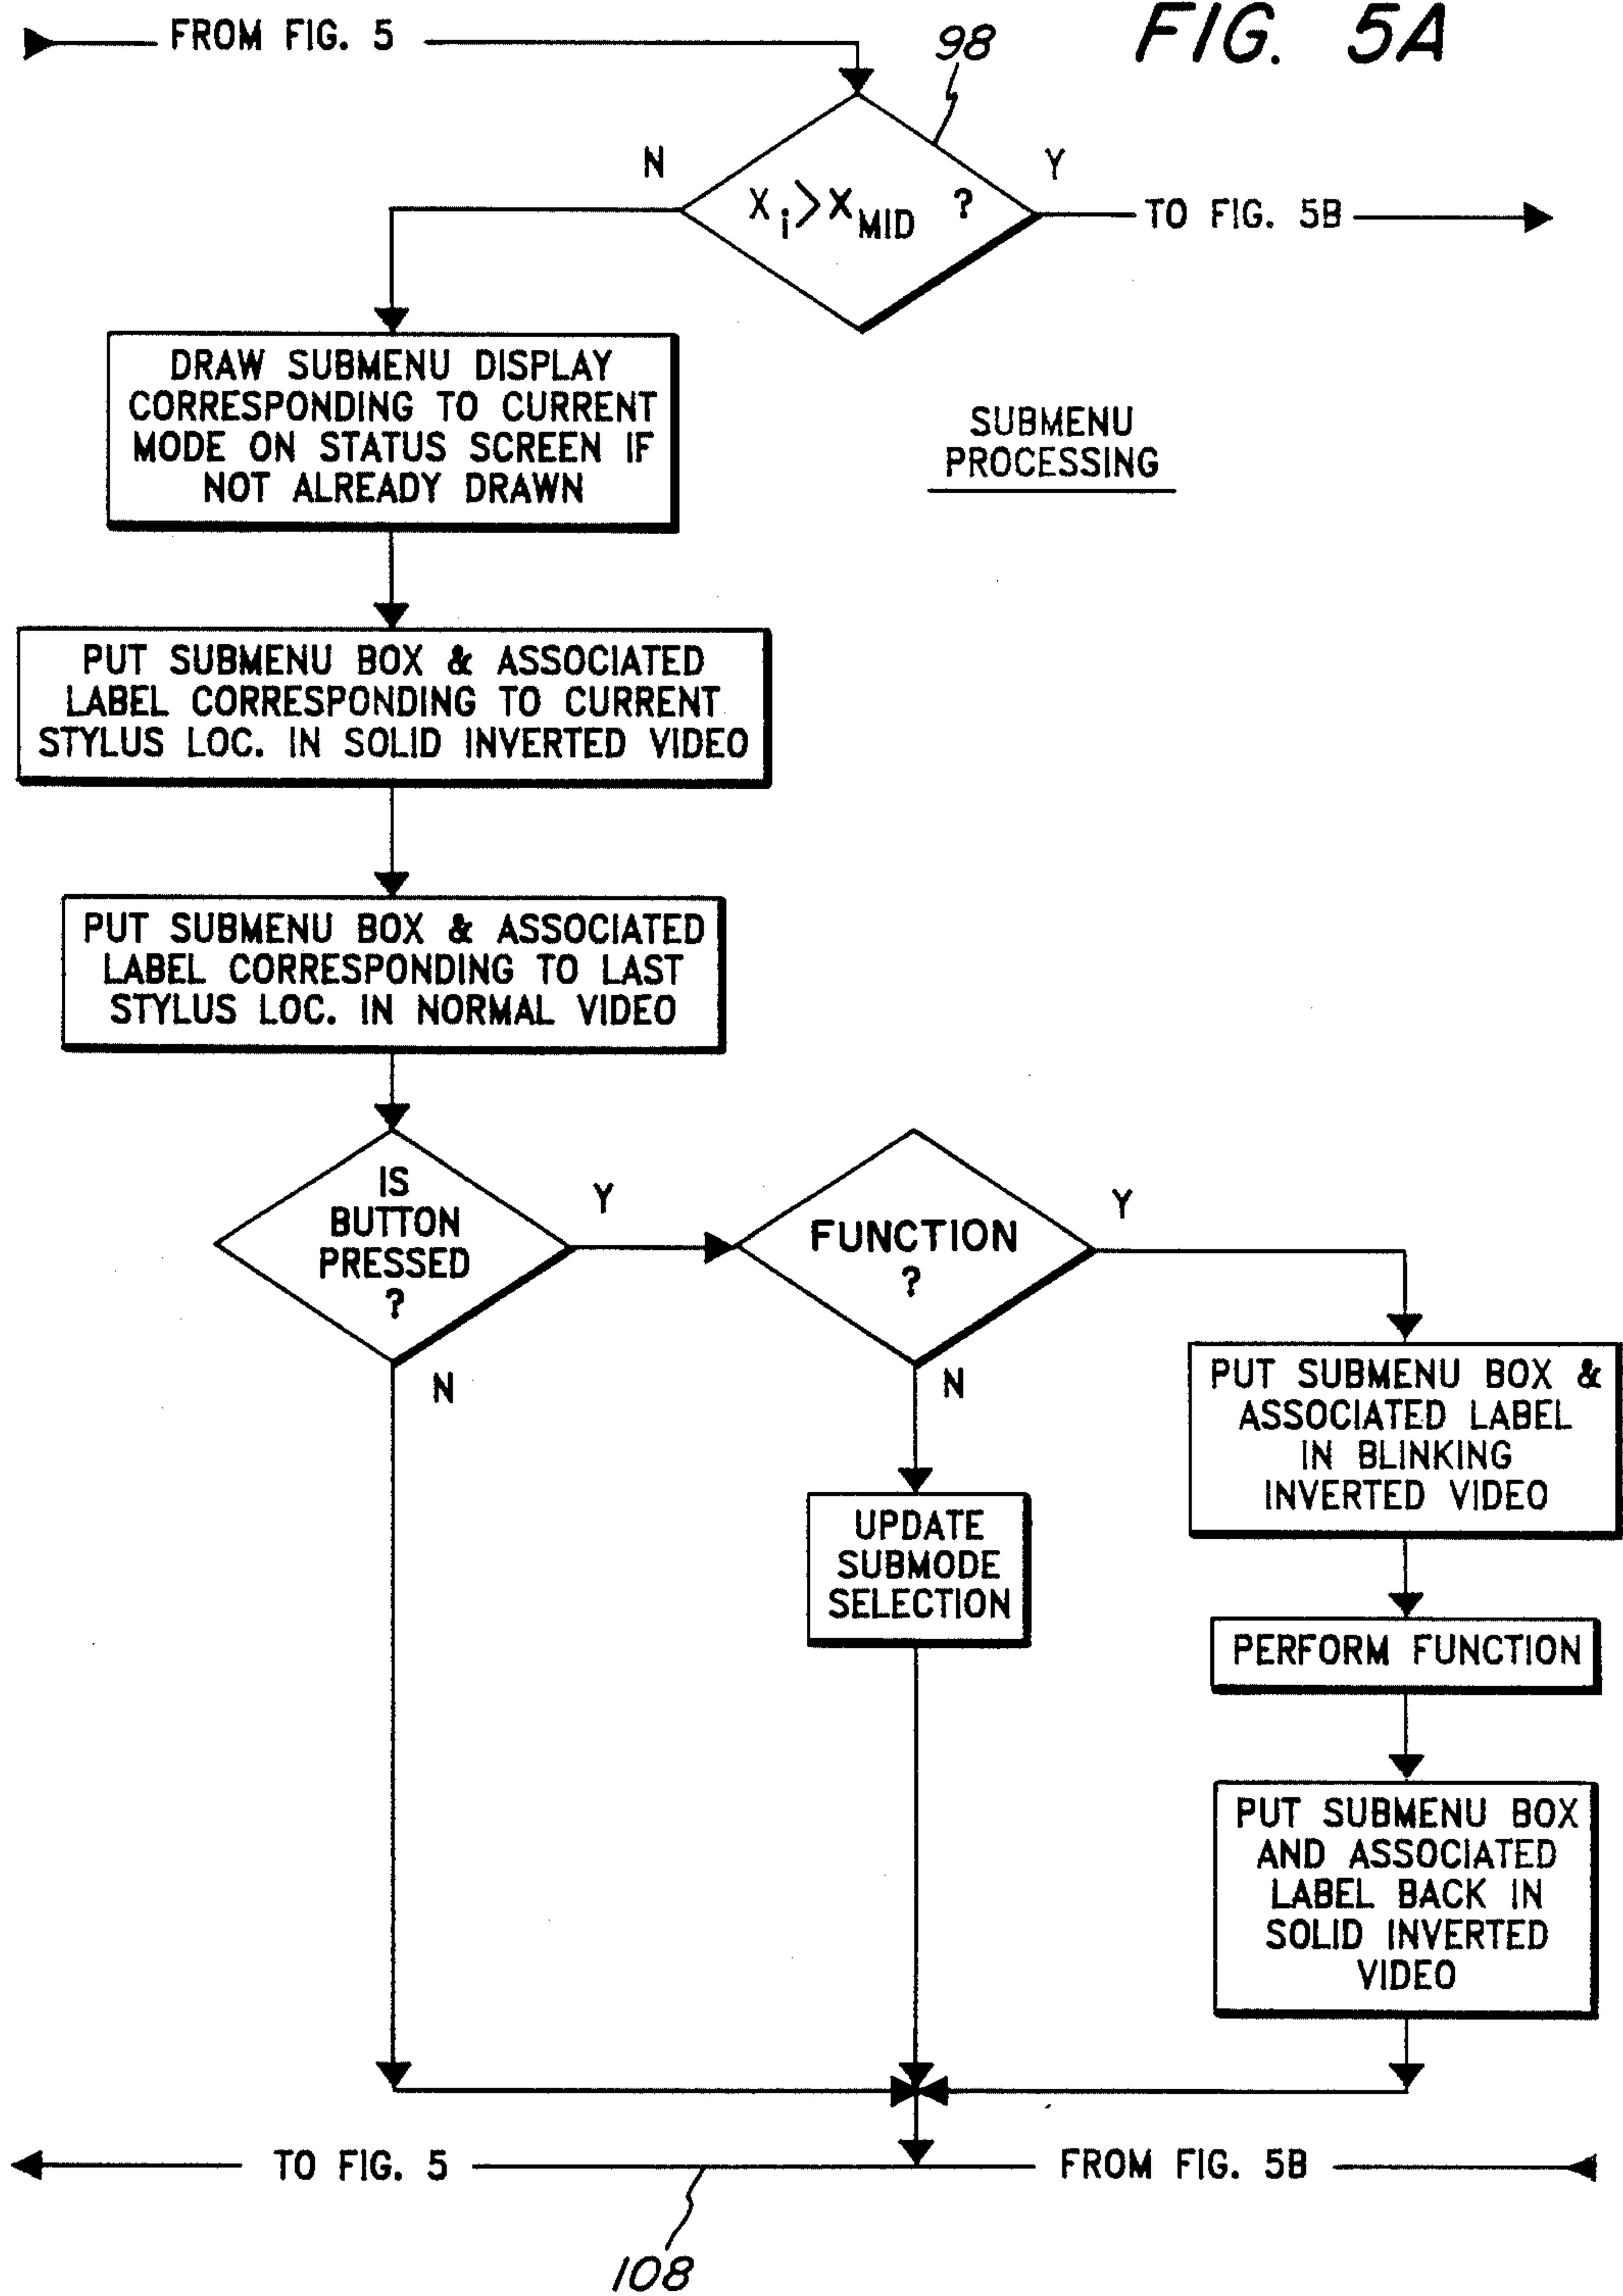 FROM FIG. 5
FIG. 5A
98
N
Y
Xi>XMID ?
TO FIG. 5B
DRAW SUBMENU DISPLAY
CORRESPONDING TO CURRENT
MODE ON STATUS SCREEN IF
NOT ALREADY DRAWN
SUBMENU
PROCESSING
PUT SUBMENU BOX & ASSOCIATED
LABEL CORRESPONDING TO CURRENT
STYLUS LOC. IN SOLID INVERTED VIDEO
PUT SUBMENU BOX & ASSOCIATED
LABEL CORRESPONDING TO LAST
STYLUS LOC. IN NORMAL VIDEO
IS
BUTTON
PRESSED
?
Y
N
FUNCTION
?
Y
N
UPDATE
SUBMODE
SELECTION
PUT SUBMENU BOX &
ASSOCIATED LABEL
IN BLINKING
INVERTED VIDEO
PERFORM FUNCTION
PUT SUBMENU BOX
AND ASSOCIATED
LABEL BACK IN
SOLID INVERTED
VIDEO
TO FIG. 5
FROM FIG. 5B
108